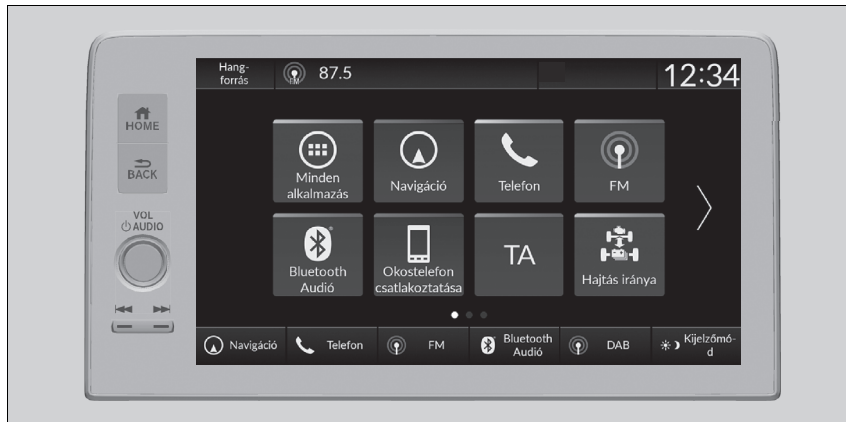 Hang-
forrás
FM
87.5
12:34
HOME
BACK
VOL
AUDIO
Minden
alkalmazás
Navigáció
Telefon
FM
Bluetooth
Audió
Okostelefon
csatlakoztatása
TA
Hajtás iránya
Navigáció
Telefon
FM
Bluetooth
Audió
DAB
Kijelzőmó-
d